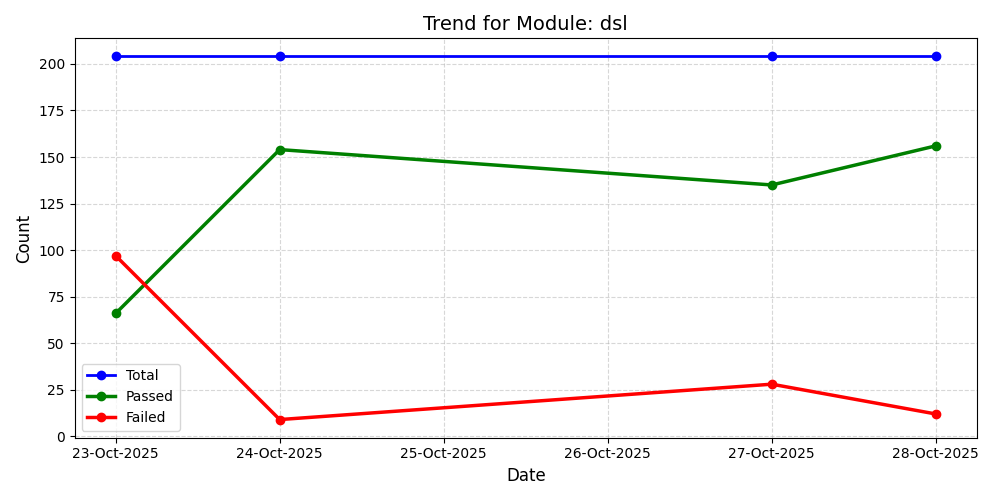 Trend for Module: dsl
Count
200
175
150
125
100
75
50
25
0
Total
Passed
Failed
23-Oct-2025
24-Oct-2025
25-Oct-2025
26-Oct-2025
27-Oct-2025
28-Oct-2025
Date